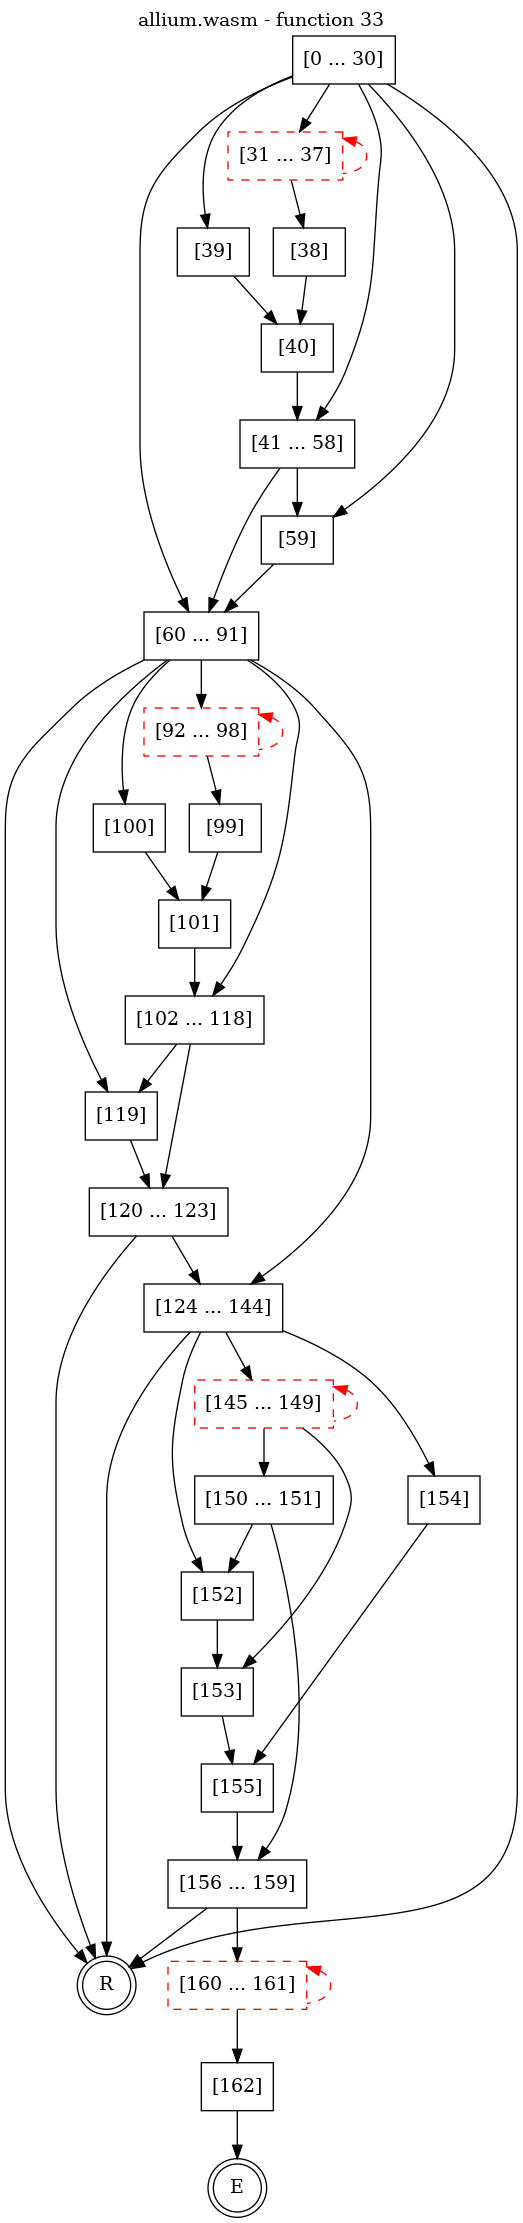 allium.wasm - function 33
[0 ... 30]
[31 ... 37]
[39]
[38]
[40]
[41 ... 58]
[59]
[60 ... 91]
[92 ... 98]
[100]
[99]
[101]
[102 ... 118]
[119]
[120 ... 123]
[124 ... 144]
[145 ... 149]
[150 ... 151]
[154]
[152]
[153]
[155]
[156 ... 159]
R
[160 ... 161]
[162]
E